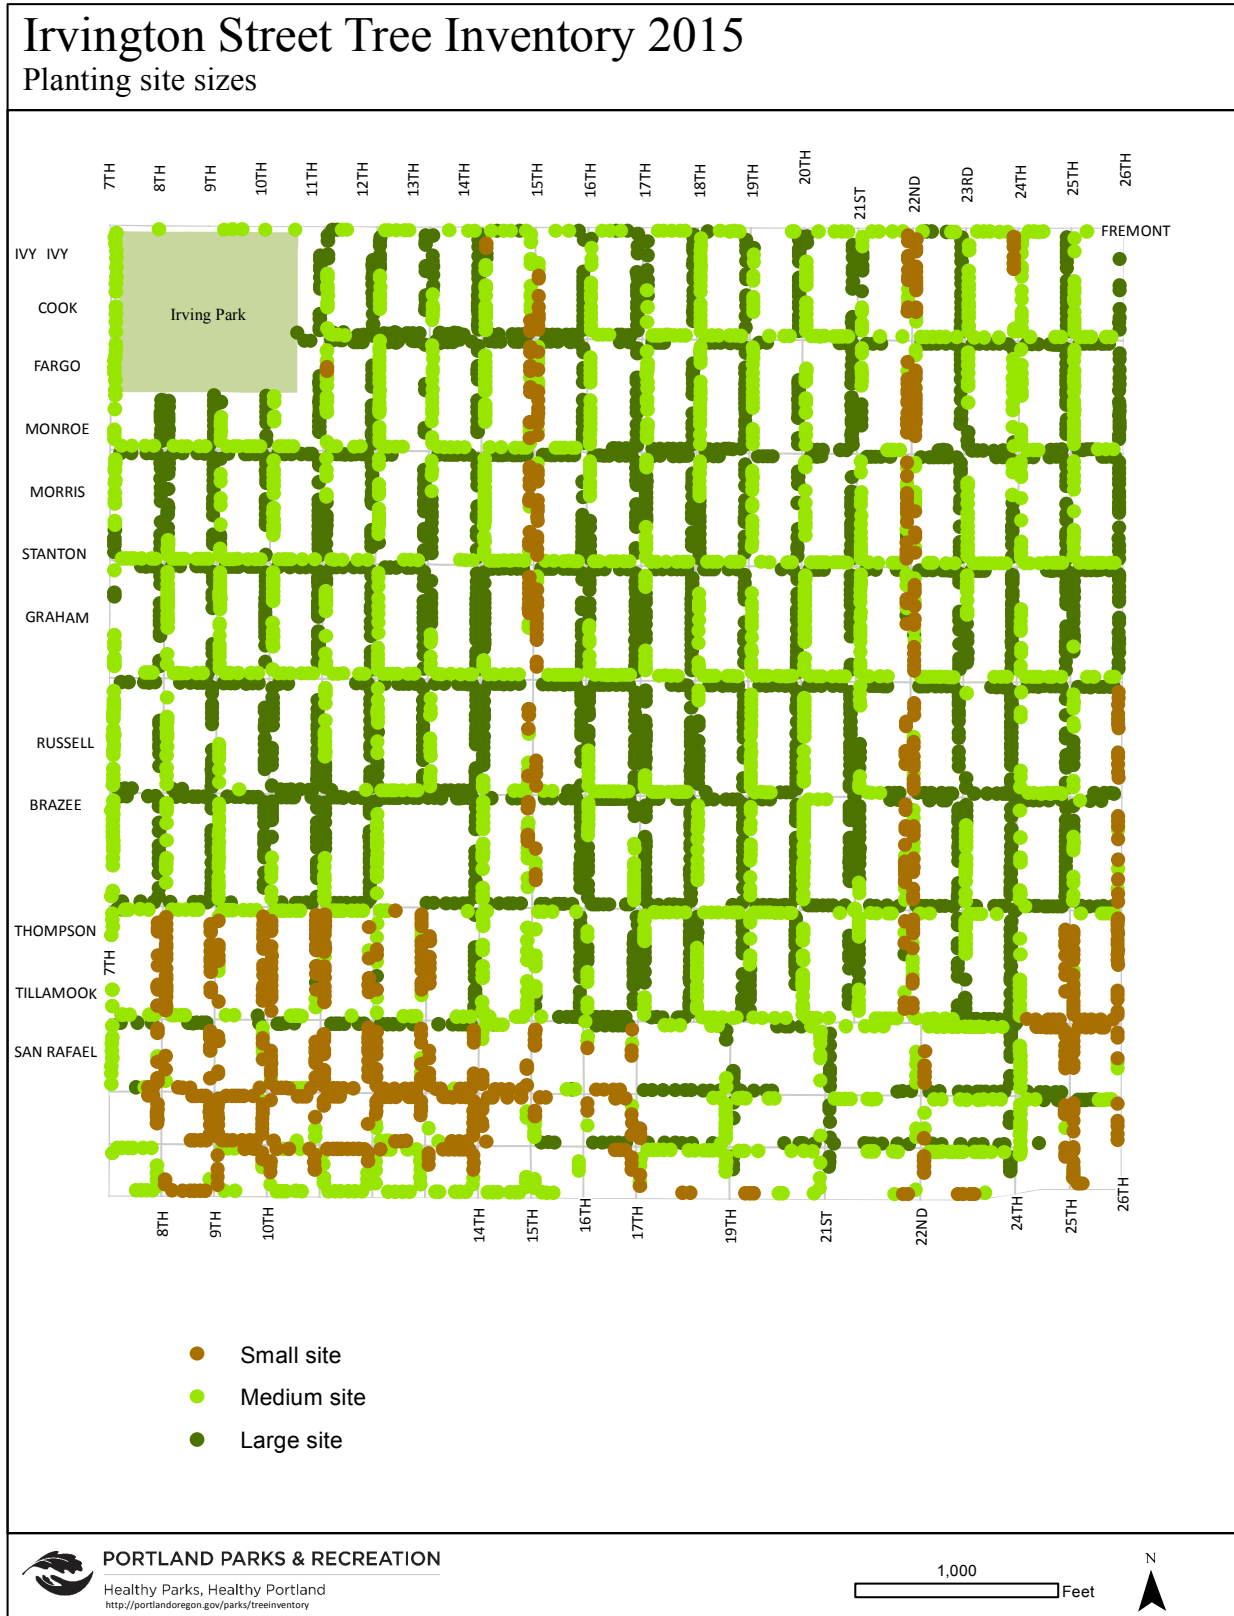 Irvington Street Tree Inventory 2015
Planting site sizes
7TH 8TH 9TH 10TH 11TH 12TH 13TH 14TH 15TH 16TH 17TH 18TH 19TH 20TH 21ST 22ND 23RD 24TH 25TH 26TH
FREMONT
IVY IVY
COOK
Irving Park
FARGO
MONROE
MORRIS
STANTON
GRAHAM
RUSSELL
BRAZEE
THOMPSON
7TH
TILLAMOOK
SAN RAFAEL
8TH 9TH 10TH 14TH 15TH 16TH 17TH 19TH 21ST 22ND 24TH 25TH 26TH
Small site
Medium site
Large site
PORTLAND PARKS & RECREATION
Healthy Parks, Healthy Portland
http://portlandoregon.gov/parks/treeinventory
1,000
Feet
N